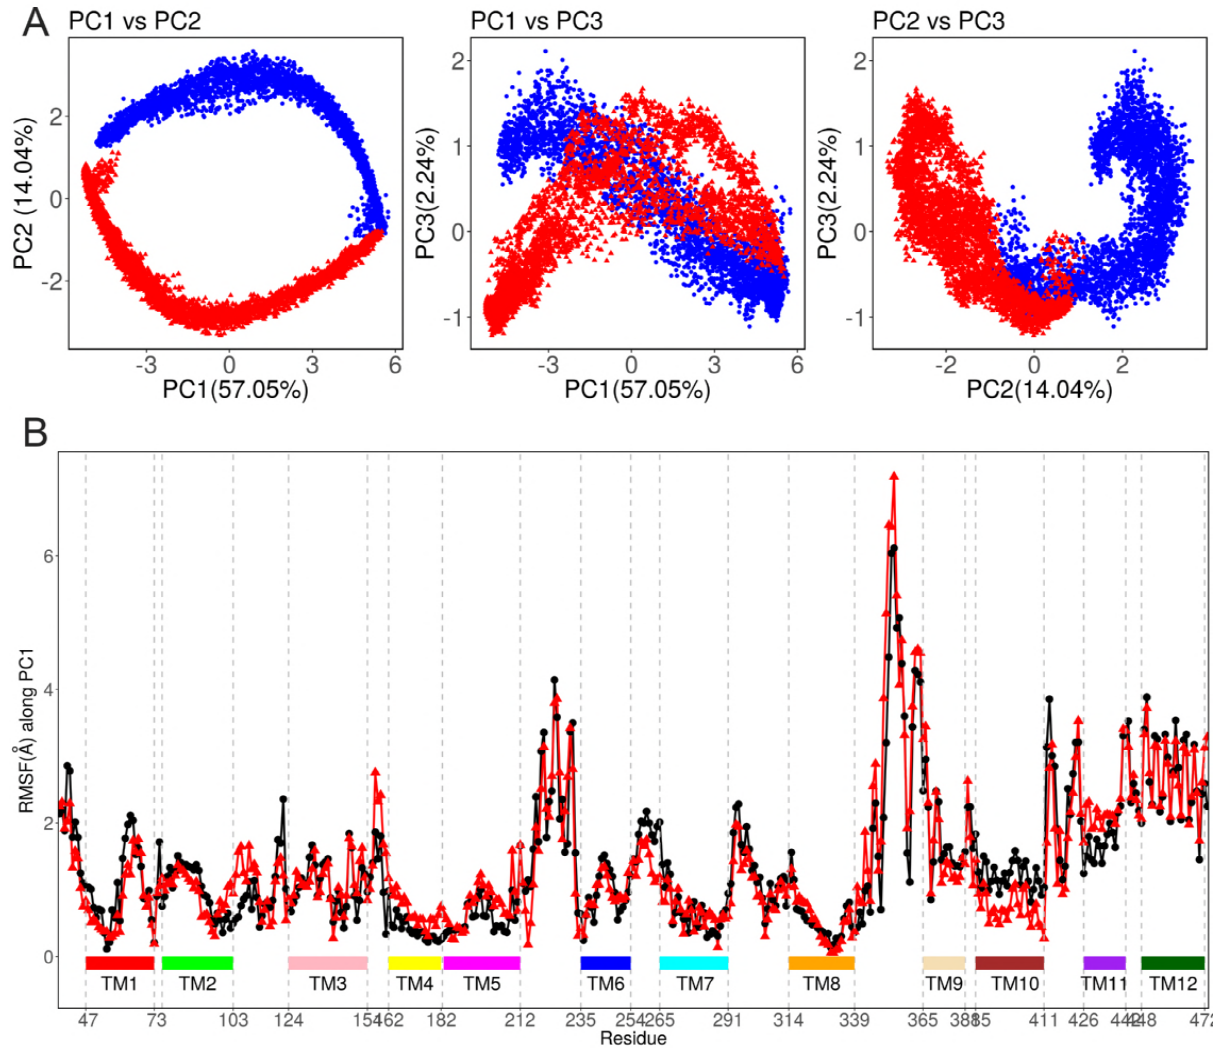 A
PC1 vs PC2
PC1 vs PC3
PC2 vs PC3
PC2 (14.04%)
2
0
-2
-3
0
3
6
PC1(57.05%)
PC3(2.24%)
2
1
0
-1
-3
0
3
6
PC1(57.05%)
PC3(2.24%)
2
1
0
-1
-2
0
2
PC2(14.04%)
B
RMSF(Å) along PC1
6
4
2
0
TM1 TM2 TM3 TM4 TM5 TM6 TM7 TM8 TM9 TM10 TM11 TM12
47 73 103 124 154 162 182 212 235 254 265 291 314 339 365 385 411 426 448 472
Residue